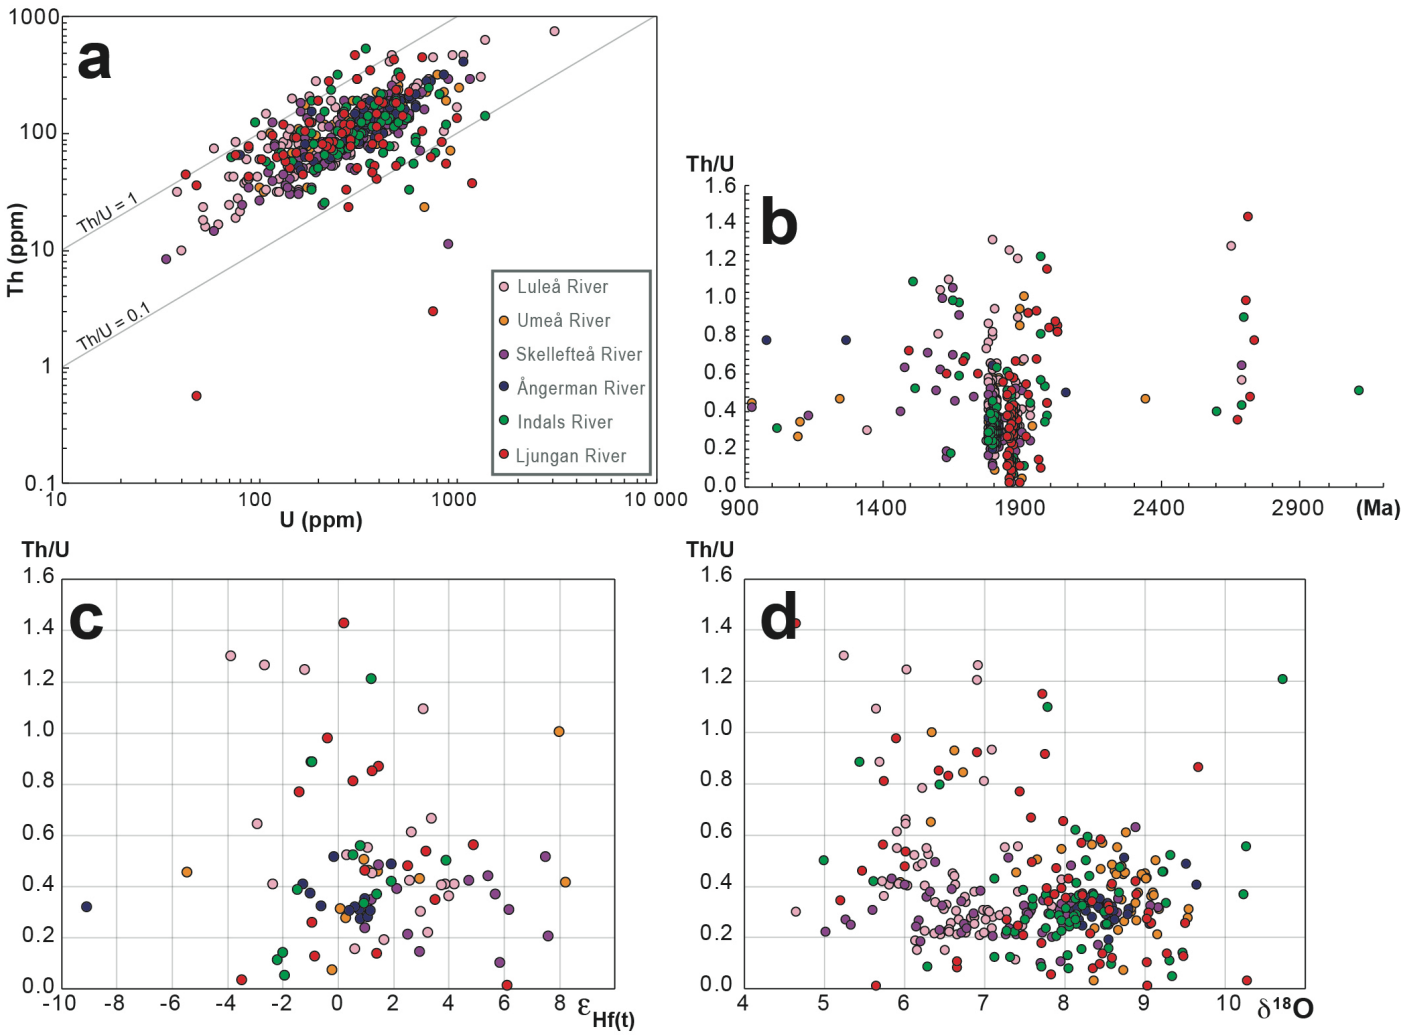 a
1000
100
10
1
0.1
Th (ppm)
Th/U = 1
Th/U = 0.1
Luleå River
Umeå River
Skellefteå River
Ångerman River
Indals River
Ljungan River
10 100 1000 10 000
U (ppm)
Th/U
b
1.6
1.4
1.2
1.0
0.8
0.6
0.4
0.2
0.0
900 1400 1900 2400 2900 (Ma)
Th/U
c
1.6
1.4
1.2
1.0
0.8
0.6
0.4
0.2
0.0
-10 -8 -6 -4 -2 0 2 4 6 8
εHf(t)
Th/U
d
1.6
1.4
1.2
1.0
0.8
0.6
0.4
0.2
0.0
4 5 6 7 8 9 10 δ¹⁸O